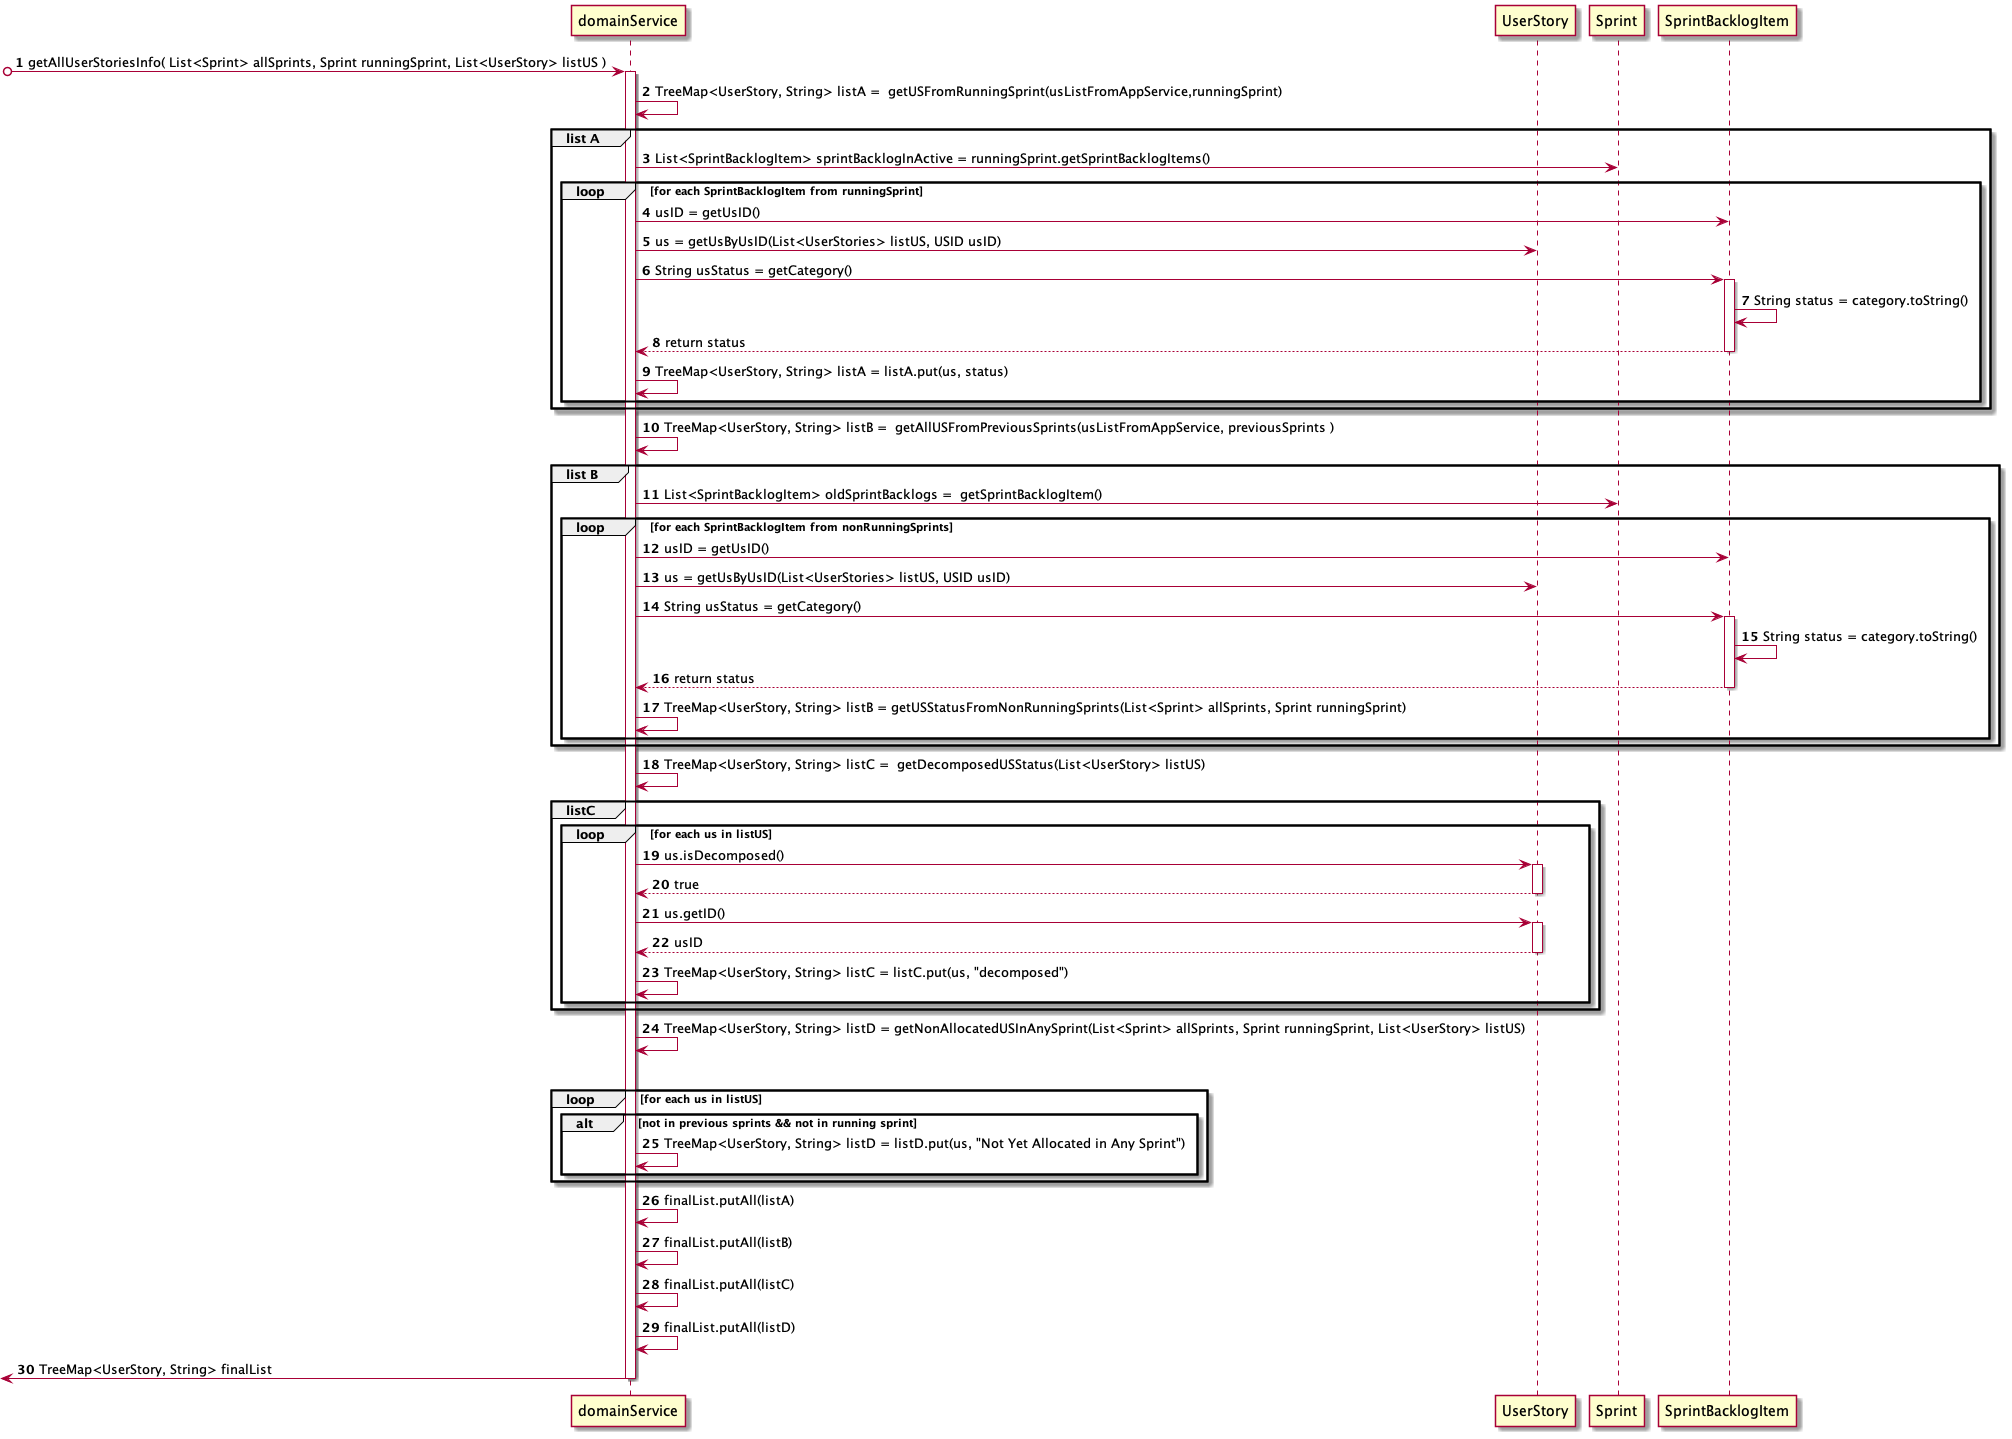 domainService UserStory Sprint SprintBacklogItem
1 getAllUserStoriesInfo( List<Sprint> allSprints, Sprint runningSprint, List<UserStory> listUS )
2 TreeMap<UserStory, String> listA =  getUSFromRunningSprint(usListFromAppService,runningSprint)
list A
3 List<SprintBacklogItem> sprintBacklogInActive = runningSprint.getSprintBacklogItems()
loop [for each SprintBacklogItem from runningSprint]
4 usID = getUsID()
5 us = getUsByUsID(List<UserStories> listUS, USID usID)
6 String usStatus = getCategory()
7 String status = category.toString()
8 return status
9 TreeMap<UserStory, String> listA = listA.put(us, status)
10 TreeMap<UserStory, String> listB =  getAllUSFromPreviousSprints(usListFromAppService, previousSprints )
list B
11 List<SprintBacklogItem> oldSprintBacklogs =  getSprintBacklogItem()
loop [for each SprintBacklogItem from nonRunningSprints]
12 usID = getUsID()
13 us = getUsByUsID(List<UserStories> listUS, USID usID)
14 String usStatus = getCategory()
15 String status = category.toString()
16 return status
17 TreeMap<UserStory, String> listB = getUSStatusFromNonRunningSprints(List<Sprint> allSprints, Sprint runningSprint)
18 TreeMap<UserStory, String> listC =  getDecomposedUSStatus(List<UserStory> listUS)
listC
loop [for each us in listUS]
19 us.isDecomposed()
20 true
21 us.getID()
22 usID
23 TreeMap<UserStory, String> listC = listC.put(us, "decomposed")
24 TreeMap<UserStory, String> listD = getNonAllocatedUSInAnySprint(List<Sprint> allSprints, Sprint runningSprint, List<UserStory> listUS)
loop [for each us in listUS]
alt [not in previous sprints && not in running sprint]
25 TreeMap<UserStory, String> listD = listD.put(us, "Not Yet Allocated in Any Sprint")
26 finalList.putAll(listA)
27 finalList.putAll(listB)
28 finalList.putAll(listC)
29 finalList.putAll(listD)
30 TreeMap<UserStory, String> finalList
domainService UserStory Sprint SprintBacklogItem